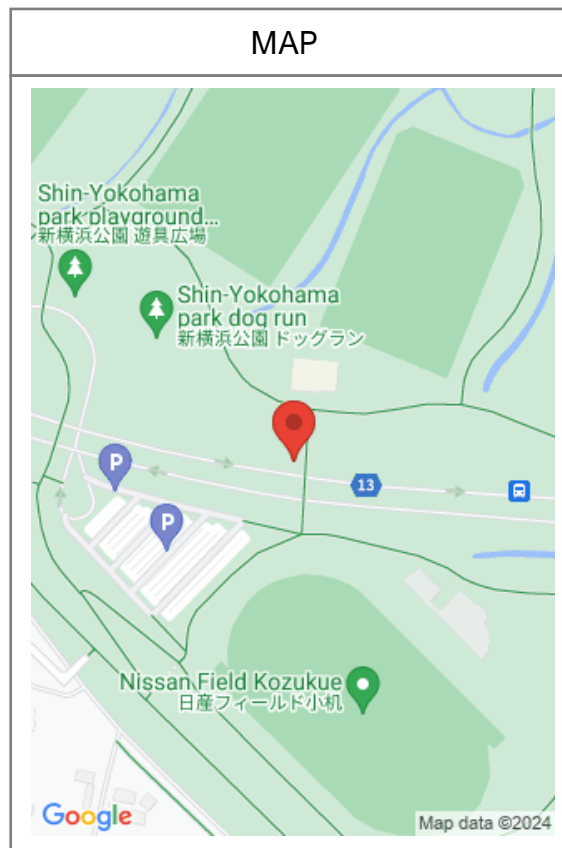 MAP
Shin-Yokohama
park playground...
新横浜公園 遊具広場
Shin-Yokohama
park dog run
新横浜公園 ドッグラン
P
13
P
Nissan Field Kozukue
日産フィールド小机
Google
Map data ©2024